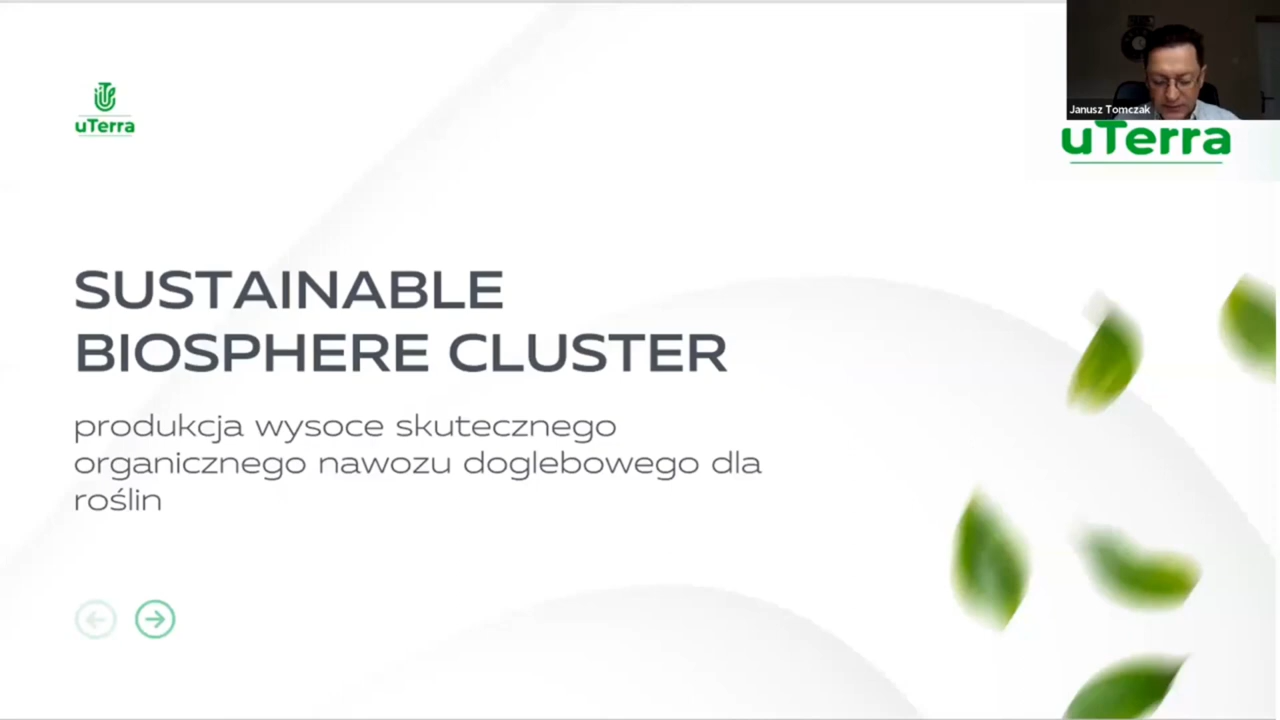 uTerra
Janusz Tomczak
uTerra
SUSTAINABLE
BIOSPHERE CLUSTER
produkcja wysoce skutecznego
organicznego nawozu doglebowego dla
roślin